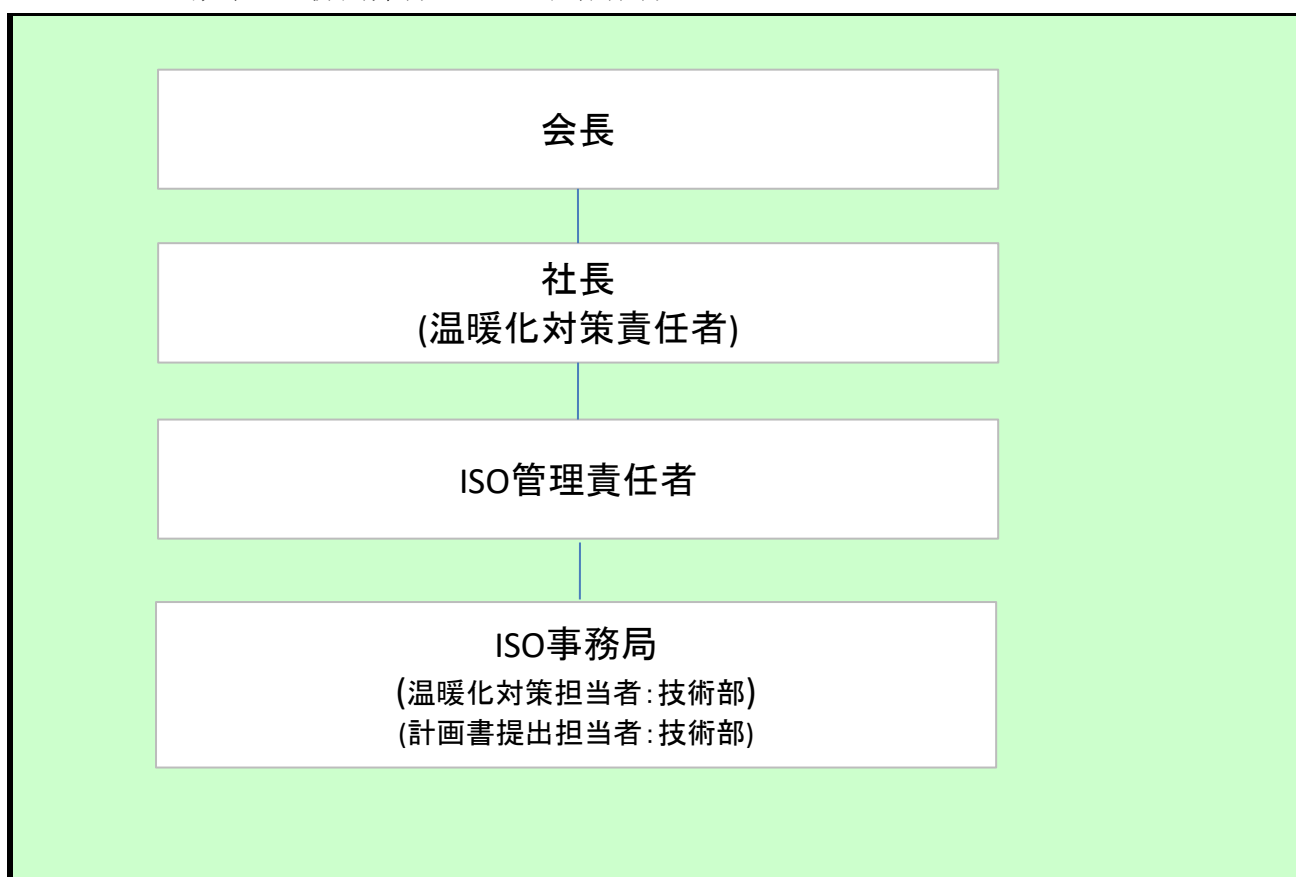 会長
社長
(温暖化対策責任者)
ISO管理責任者
ISO事務局
(温暖化対策担当者:技術部)
(計画書提出担当者:技術部)